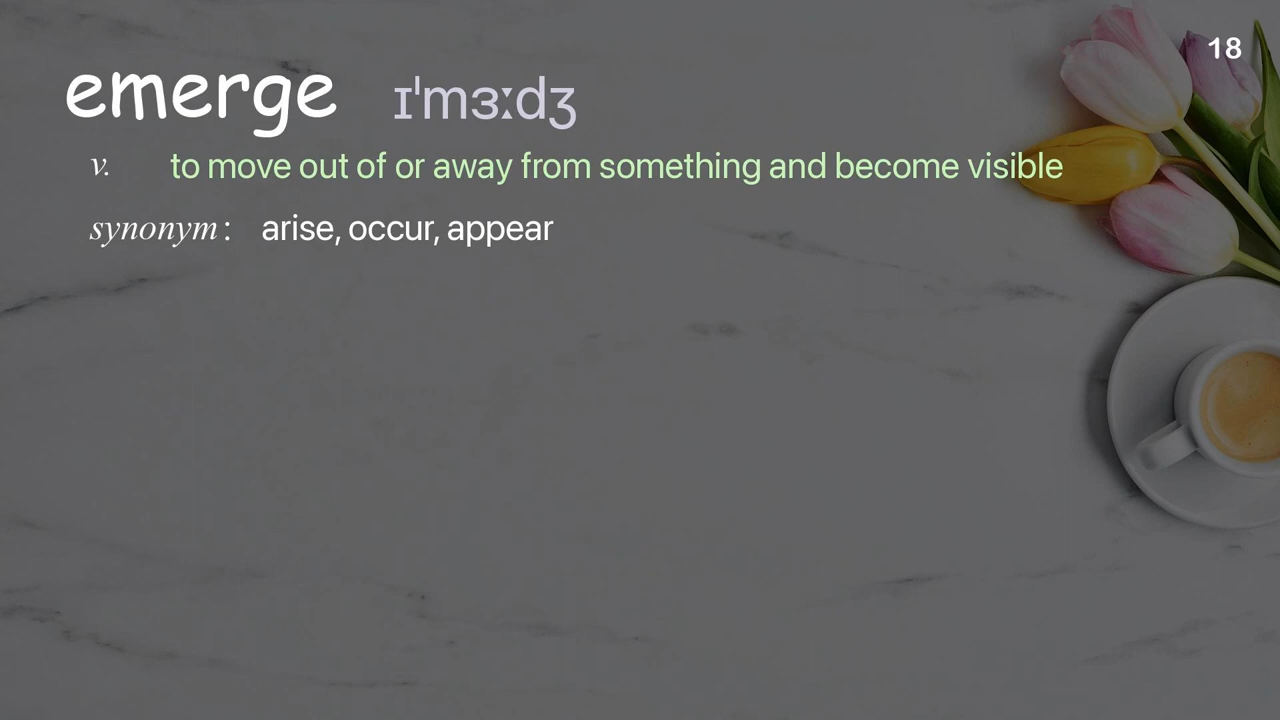 18
emerge ɪˈmɜːdʒ
v. to move out of or away from something and become visible
synonym : arise, occur, appear